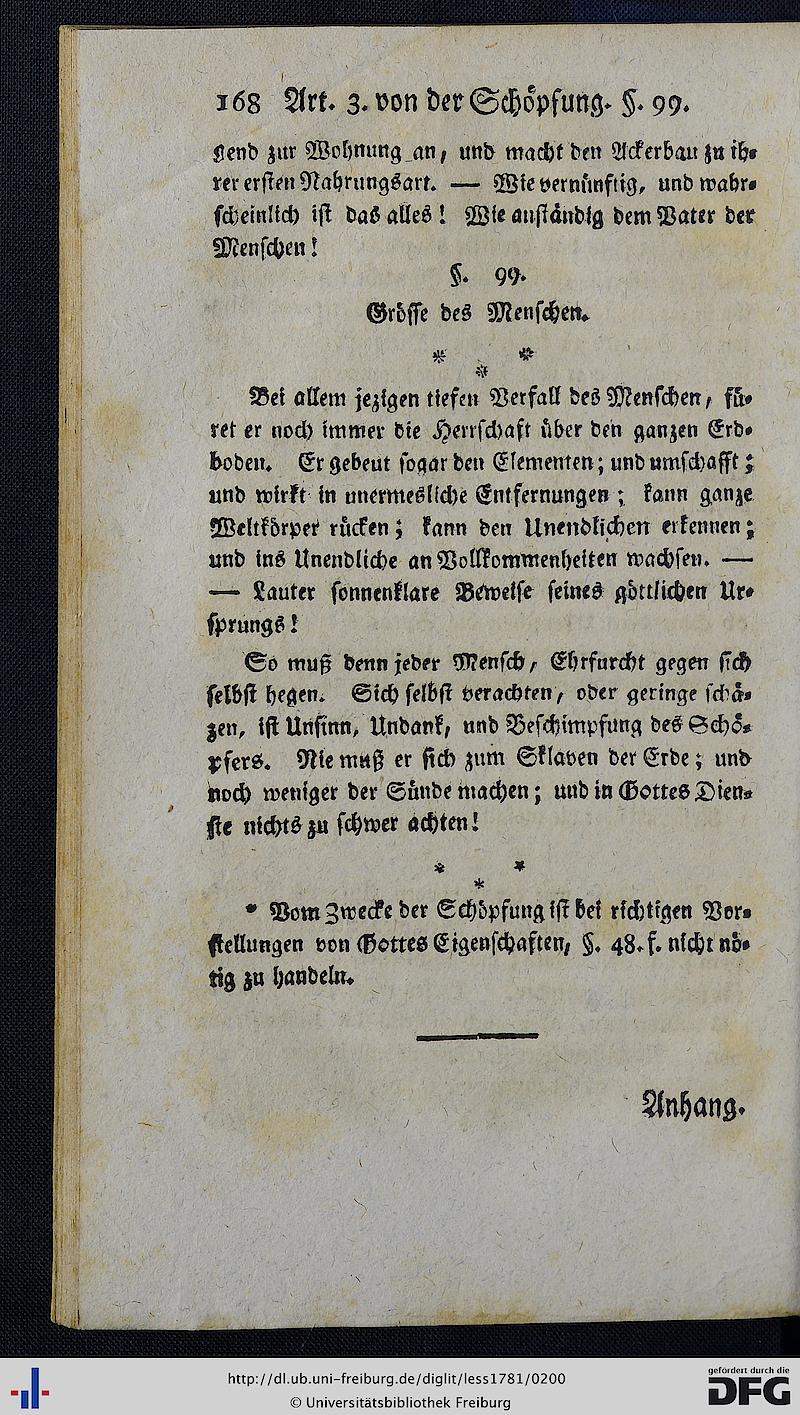 168 Art. 3. von der Schöpfung. §. 99.
gend zur Wohnung an, und macht den Ackerbau zu ih-
rer ersten Nahrungsart. — Wie vernünftig, und wahr-
scheinlich ist das alles! Wie anständig dem Vater der
Menschen!
§. 99.
Grösse des Menschen.
* * *
Bei allem jezigen tiefen Verfall des Menschen, fü-
ret er noch immer die Herrschaft über den ganzen Erd-
boden. Er gebeut sogar den Elementen; und umschafft;
und wirkt in unermesliche Entfernungen; kann ganze
Weltkörper rücken; kann den Unendlichen erkennen;
und ins Unendliche an Vollkommenheiten wachsen. —
— Lauter sonnenklare Beweise seines göttlichen Ur-
sprungs!
So muß denn jeder Mensch, Ehrfurcht gegen sich
selbst hegen. Sich selbst verachten, oder geringe schä-
zen, ist Unsinn, Undank, und Beschimpfung des Schö-
pfers. Nie muß er sich zum Sklaven der Erde; und
noch weniger der Sünde machen; und in Gottes Dien-
ste nichts zu schwer achten!
* * *
* Vom Zwecke der Schöpfung ist bei richtigen Vor-
stellungen von Gottes Eigenschaften, §. 48. f. nicht nö-
tig zu handeln.
Anhang.
http://dl.ub.uni-freiburg.de/diglit/less1781/0200
© Universitätsbibliothek Freiburg
gefördert durch die
DFG